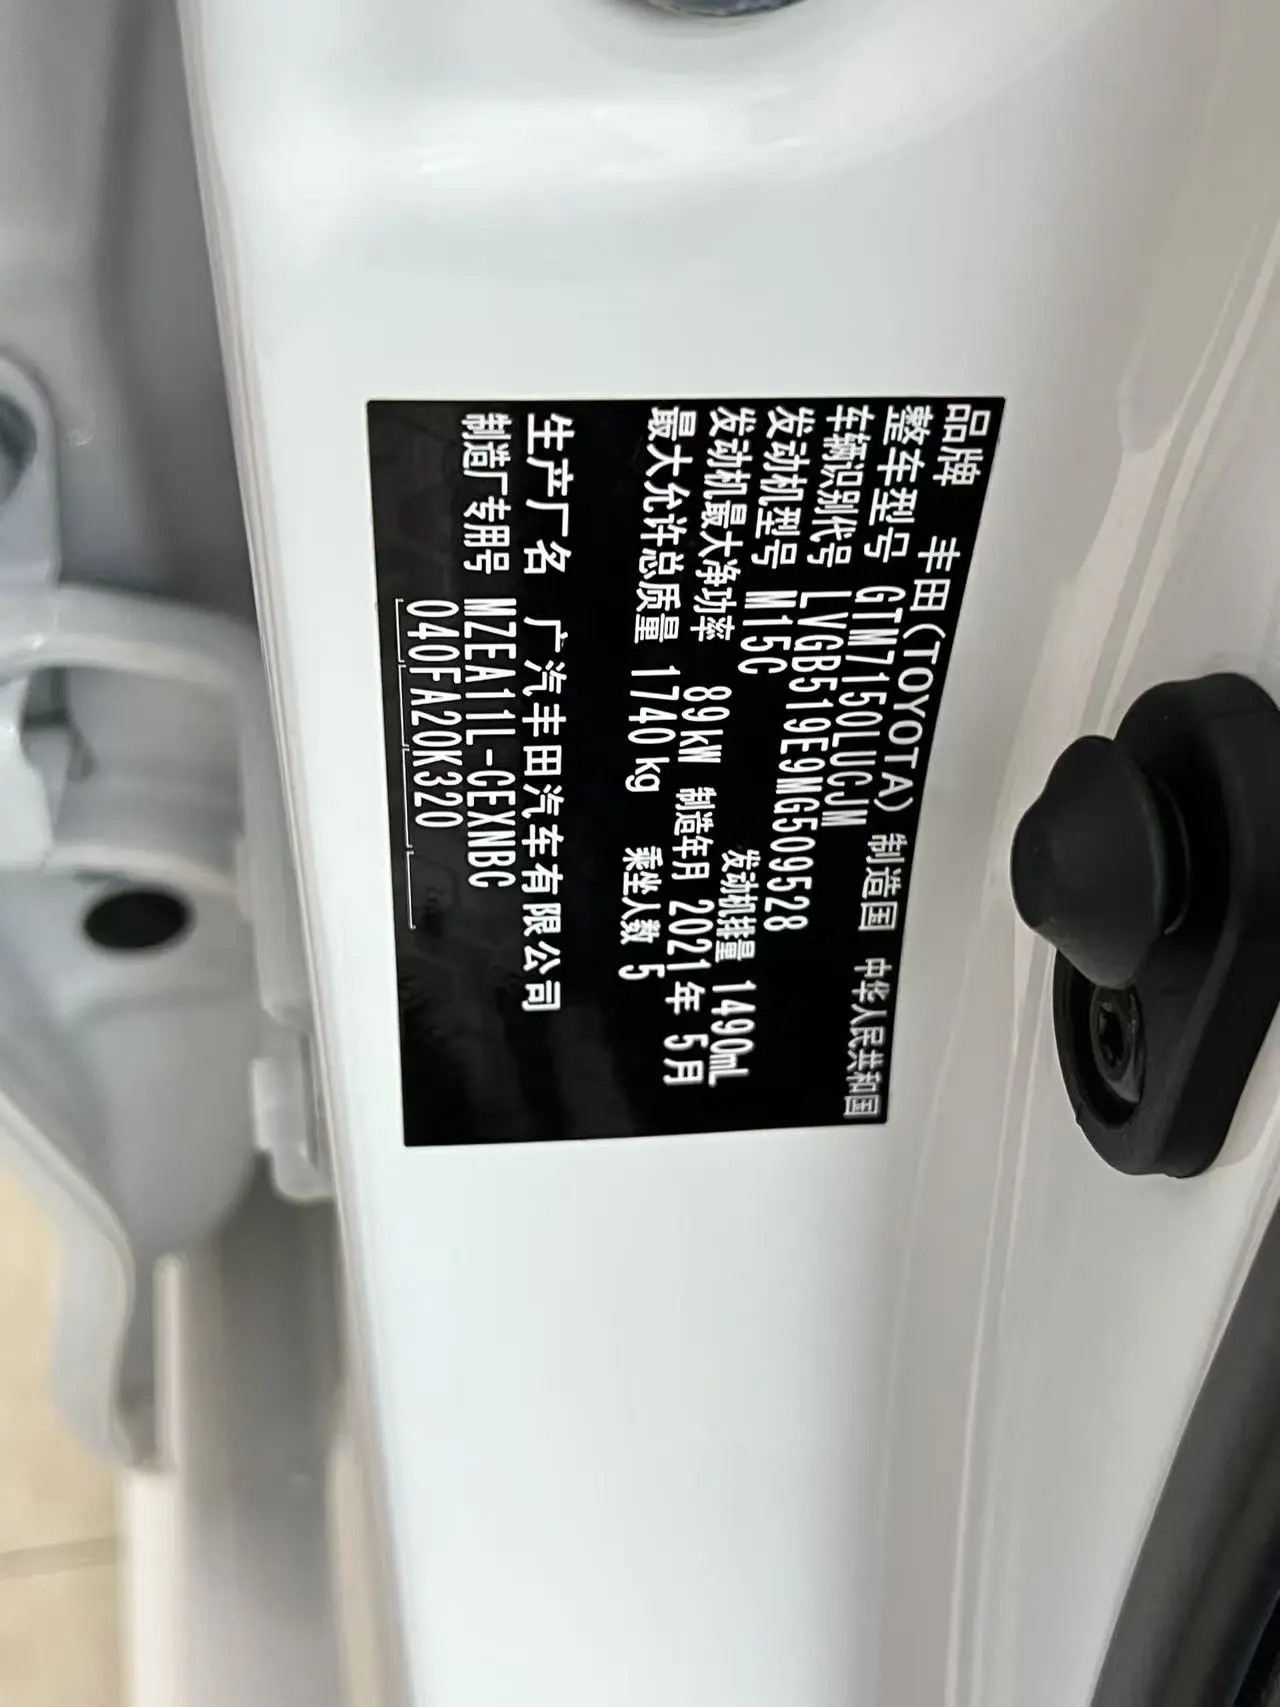 品牌 丰田(TOYOTA) 制造国 中华人民共和国
整车型号 GTM7150LUCJM
车辆识别代号 LVGB519E9MG509528
发动机型号 M15C 发动机排量 1490mL
发动机最大净功率 89kW 制造年月 2021年 5月
最大允许总质量 1740kg 乘坐人数 5
生产厂名 广汽丰田汽车有限公司
制造厂专用号 MZEA11L-CEXNBC
040FA20K320